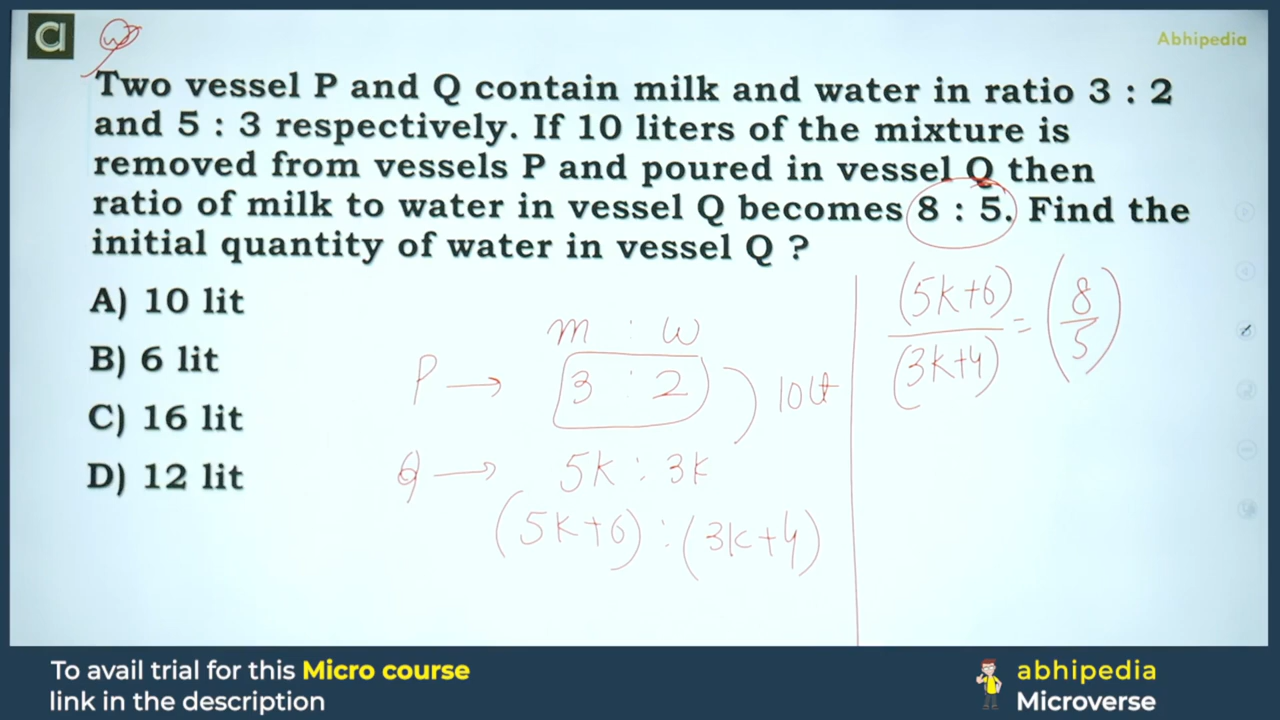 a
Abhipedia
Two vessel P and Q contain milk and water in ratio 3 : 2
and 5 : 3 respectively. If 10 liters of the mixture is
removed from vessels P and poured in vessel Q then
ratio of milk to water in vessel Q becomes 8 : 5. Find the
initial quantity of water in vessel Q ?
A) 10 lit
B) 6 lit
C) 16 lit
D) 12 lit
m : w
P → 3 : 2 ) 10 lit
Q → 5k : 3k
(5k+6) : (3k+4)
(5k+6)/(3k+4) = (8/5)
To avail trial for this Micro course
link in the description
abhipedia
Microverse